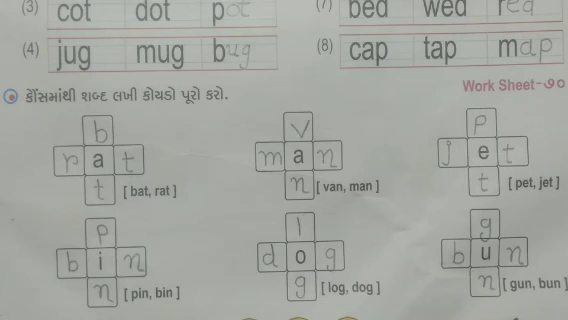 (3) cot dot pot (7) bed wed red
(4) jug mug bug (8) cap tap map
Work Sheet-૭૦
કૌંસમાંથી શબ્દ લખી કોયડો પૂરો કરો.
b v p
r a t m a n j e t
t [ bat, rat ] n [ van, man ] t [ pet, jet ]
p l g
b i n d o g b u n
n [ pin, bin ] g [ log, dog ] n [ gun, bun ]